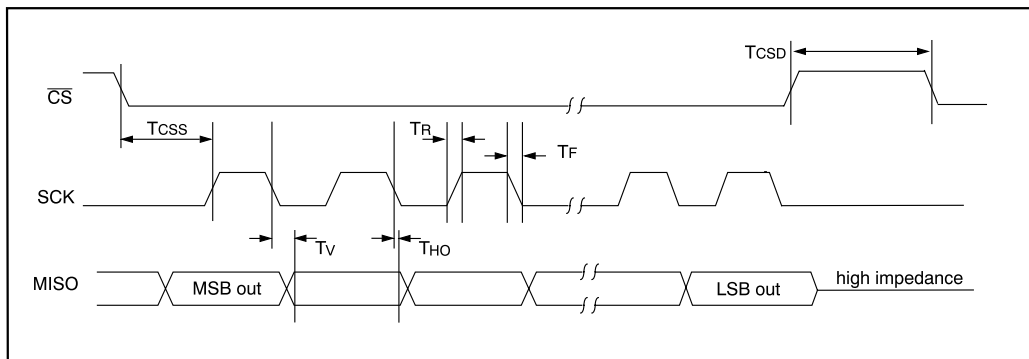 TCSD
CS
TCSS
TR
TF
SCK
TV
THO
MISO
MSB out
LSB out
high impedance